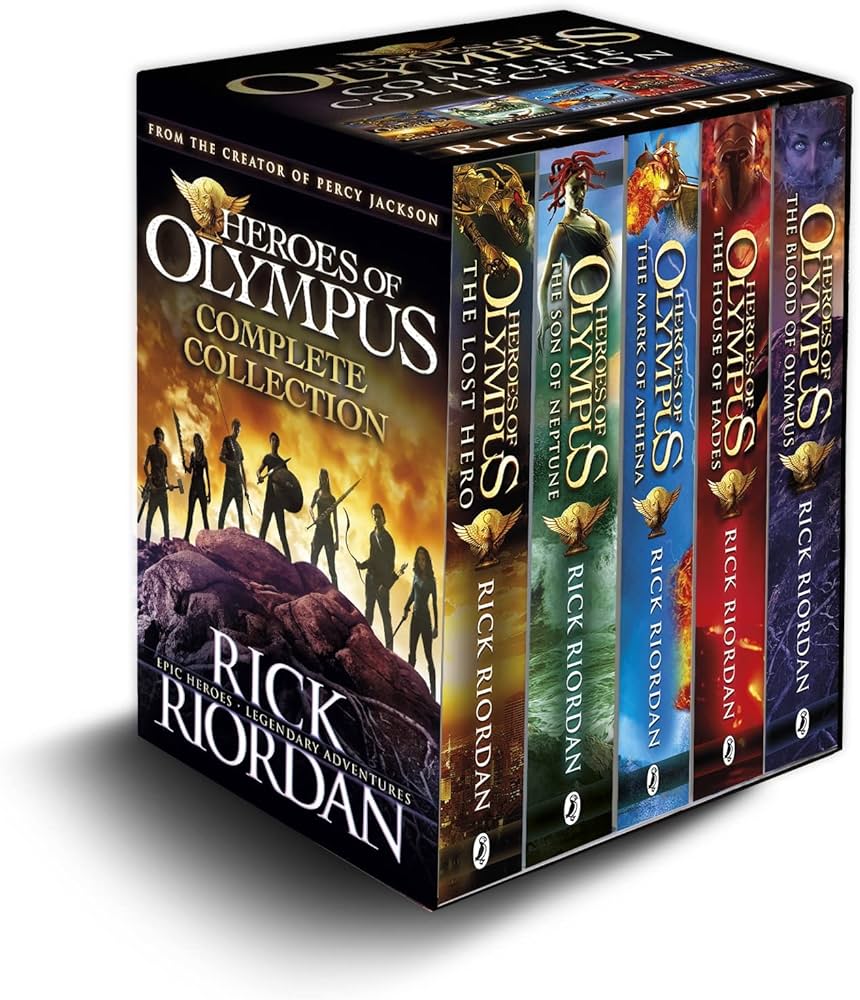 HEROES OF
OLYMPUS
COMPLETE
COLLECTION
RICK RIORDAN
FROM THE CREATOR OF PERCY JACKSON
HEROES OF
OLYMPUS
COMPLETE
COLLECTION
RICK
EPIC HEROES · LEGENDARY ADVENTURES
RIORDAN
HEROES OF
OLYMPUS
THE LOST HERO
RICK RIORDAN
HEROES OF
OLYMPUS
THE SON OF NEPTUNE
RICK RIORDAN
HEROES OF
OLYMPUS
THE MARK OF ATHENA
RICK RIORDAN
HEROES OF
OLYMPUS
THE HOUSE OF HADES
RICK RIORDAN
HEROES OF
OLYMPUS
THE BLOOD OF OLYMPUS
RICK RIORDAN